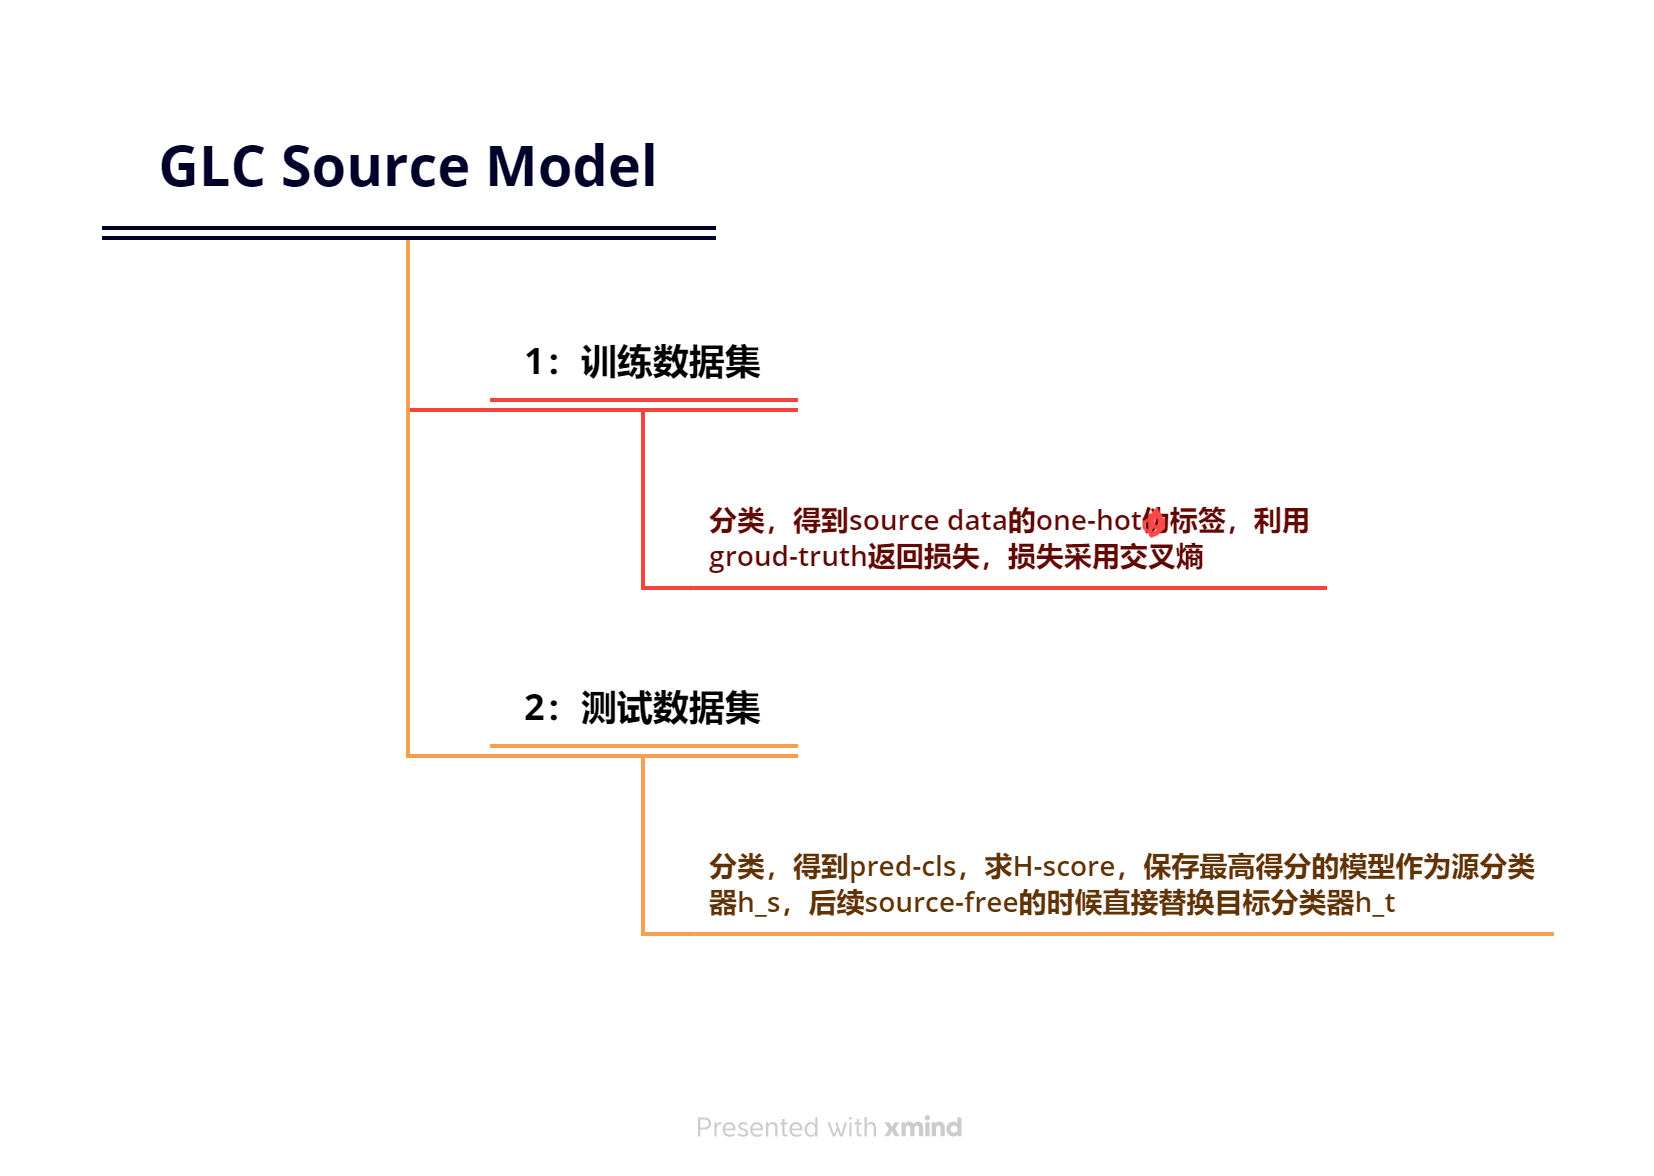 GLC Source Model
1：训练数据集
分类，得到source data的one-hot伪标签，利用
groud-truth返回损失，损失采用交叉熵
2：测试数据集
分类，得到pred-cls，求H-score，保存最高得分的模型作为源分类
器h_s，后续source-free的时候直接替换目标分类器h_t
Presented with xmind